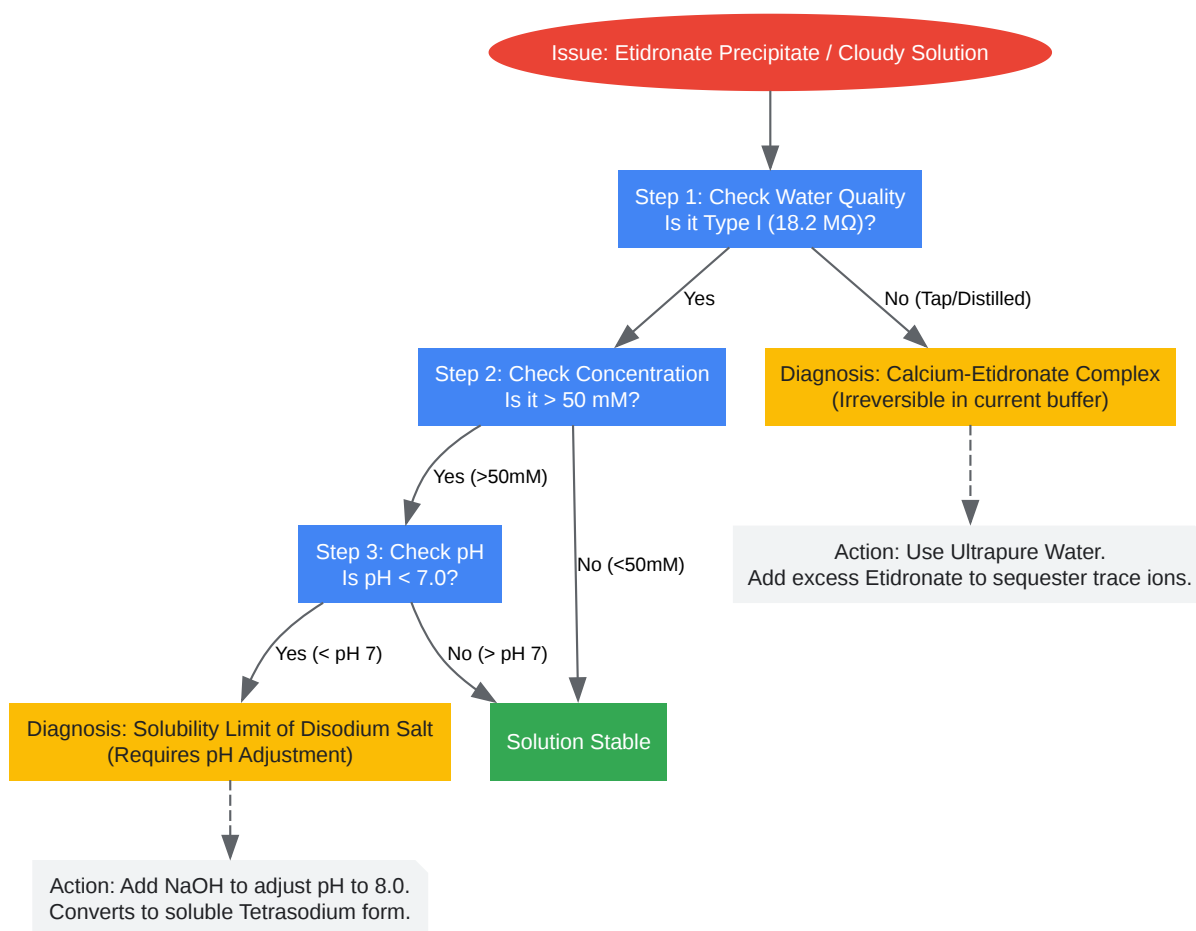 Issue: Etidronate Precipitate / Cloudy Solution
Step 1: Check Water Quality
Is it Type I (18.2 MΩ)?
Yes
No (Tap/Distilled)
Step 2: Check Concentration
Is it > 50 mM?
Diagnosis: Calcium-Etidronate Complex
(Irreversible in current buffer)
Yes (>50mM)
Step 3: Check pH
Is pH < 7.0?
No (<50mM)
Action: Use Ultrapure Water.
Add excess Etidronate to sequester trace ions.
Yes (< pH 7)
No (> pH 7)
Diagnosis: Solubility Limit of Disodium Salt
(Requires pH Adjustment)
Solution Stable
Action: Add NaOH to adjust pH to 8.0.
Converts to soluble Tetrasodium form.